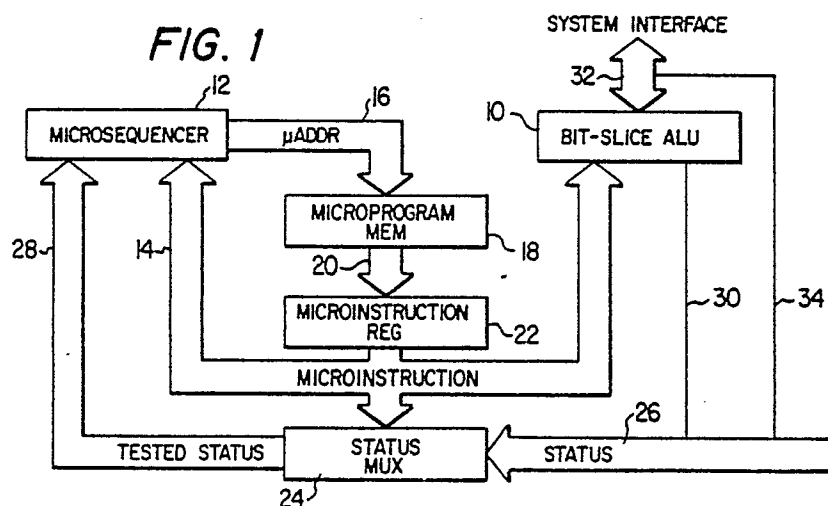 FIG. 1
SYSTEM INTERFACE
12
16
32
10
MICROSEQUENCER
µADDR
BIT-SLICE ALU
MICROPROGRAM
MEM
28
14
20
18
MICROINSTRUCTION
REG
22
30
34
MICROINSTRUCTION
26
TESTED STATUS
STATUS
MUX
STATUS
24